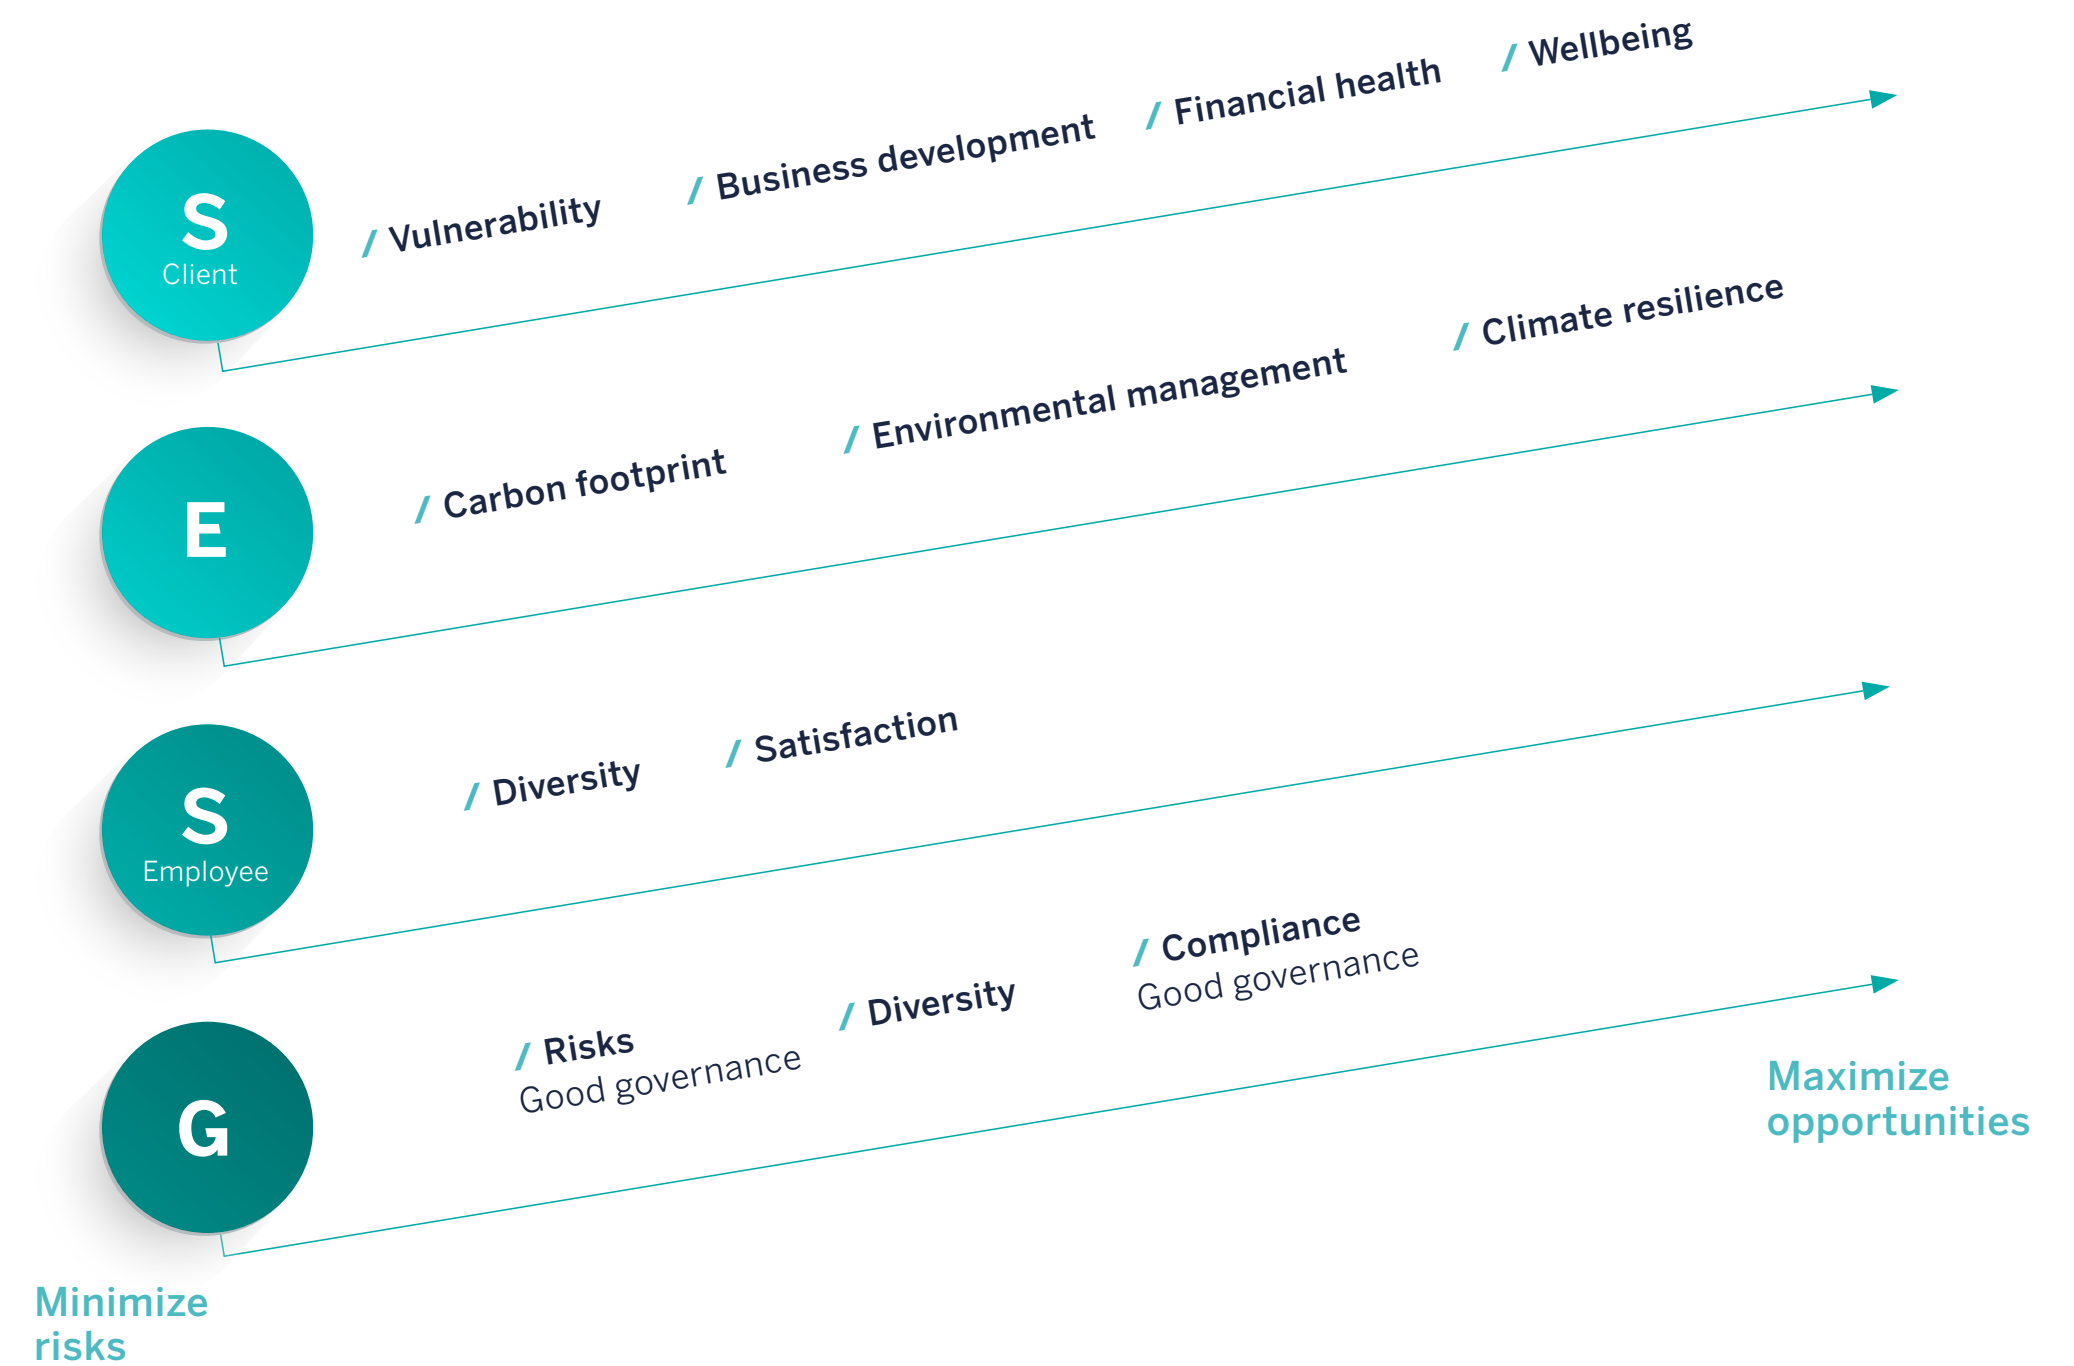 S
Client
/ Vulnerability
/ Business development
/ Financial health
/ Wellbeing
E
/ Carbon footprint
/ Environmental management
/ Climate resilience
S
Employee
/ Diversity
/ Satisfaction
G
/ Risks
Good governance
/ Diversity
/ Compliance
Good governance
Minimize
risks
Maximize
opportunities